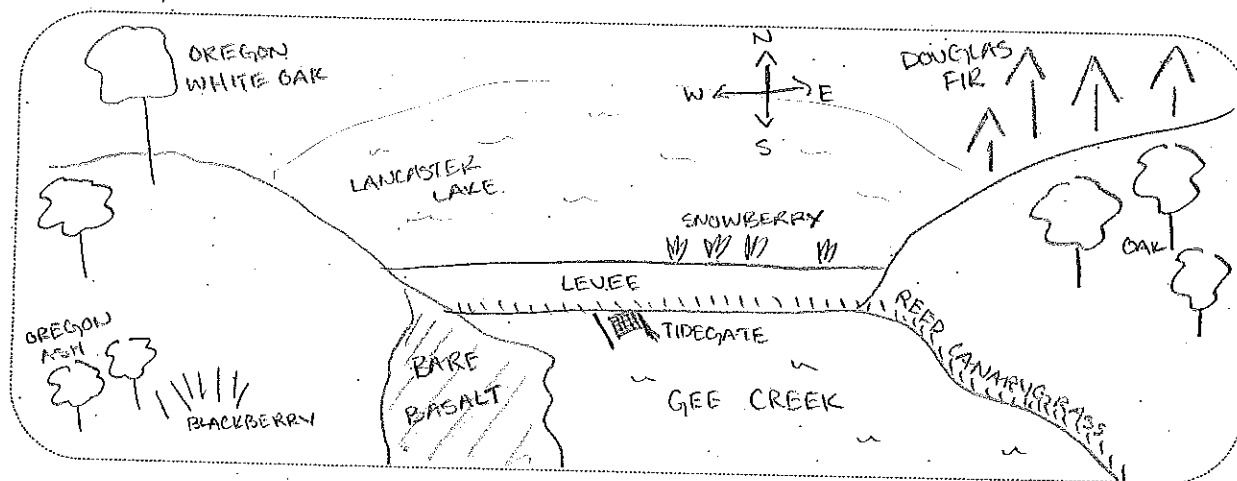 OREGON
WHITE OAK
N
W E
S
DOUGLAS
FIR
LANCASTER
LAKE
SNOWBERRY
OAK
LEVEE
REED CANARYGRASS
TIDEGATE
OREGON
ASH
BLACKBERRY
BARE
BASALT
GEE CREEK